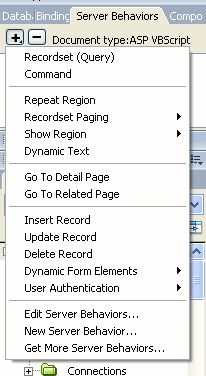 Datab Binding Server Behaviors Compo
Document type:ASP VBScript
Recordset (Query)
Command
Repeat Region
Recordset Paging
Show Region
Dynamic Text
Go To Detail Page
Go To Related Page
Insert Record
Update Record
Delete Record
Dynamic Form Elements
User Authentication
Edit Server Behaviors...
New Server Behavior...
Get More Server Behaviors...
Connections